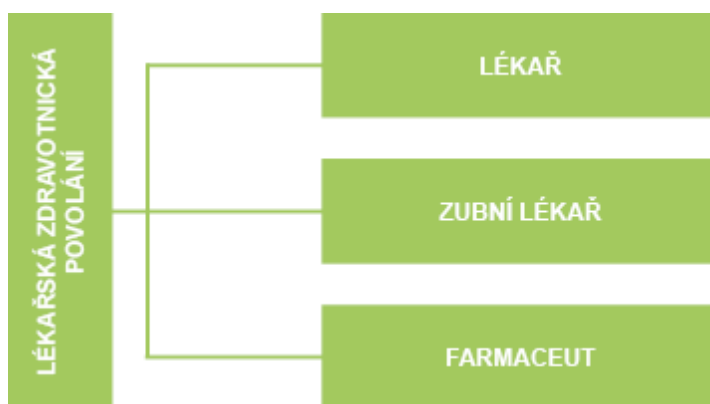 LÉKAŘSKÁ ZDRAVOTNICKÁ
POVOLÁNÍ
LÉKAŘ
ZUBNÍ LÉKAŘ
FARMACEUT